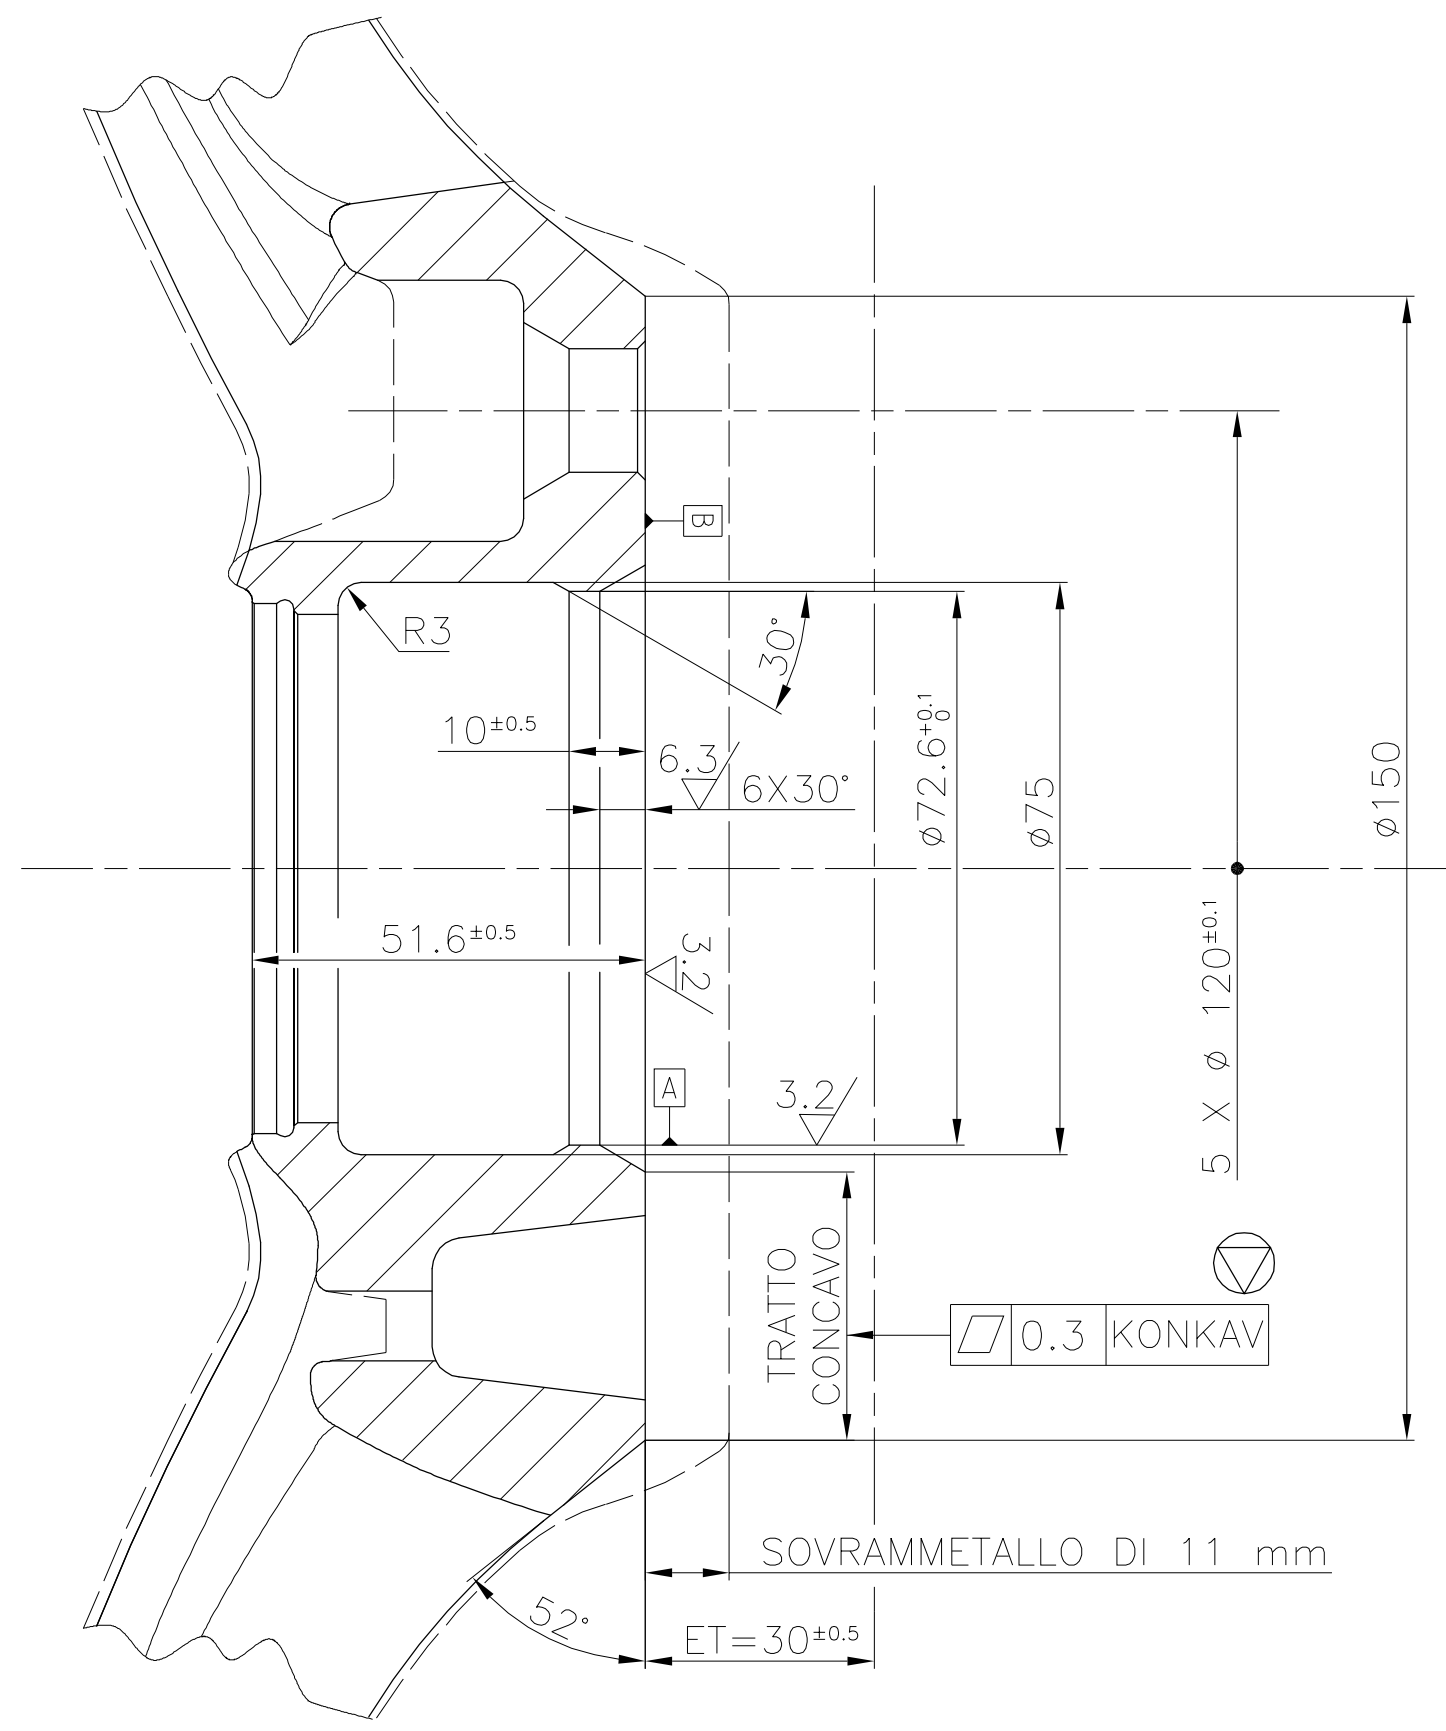 B
R3
30°
10±0.5
6.3
6X30°
ø72.6+0.1 0
ø75
ø150
51.6±0.5
3.2
5 X ø 120±0.1
A
3.2
TRATTO
CONCAVO
0.3 KONKAV
SOVRAMMETALLO DI 11 mm
52°
ET=30±0.5